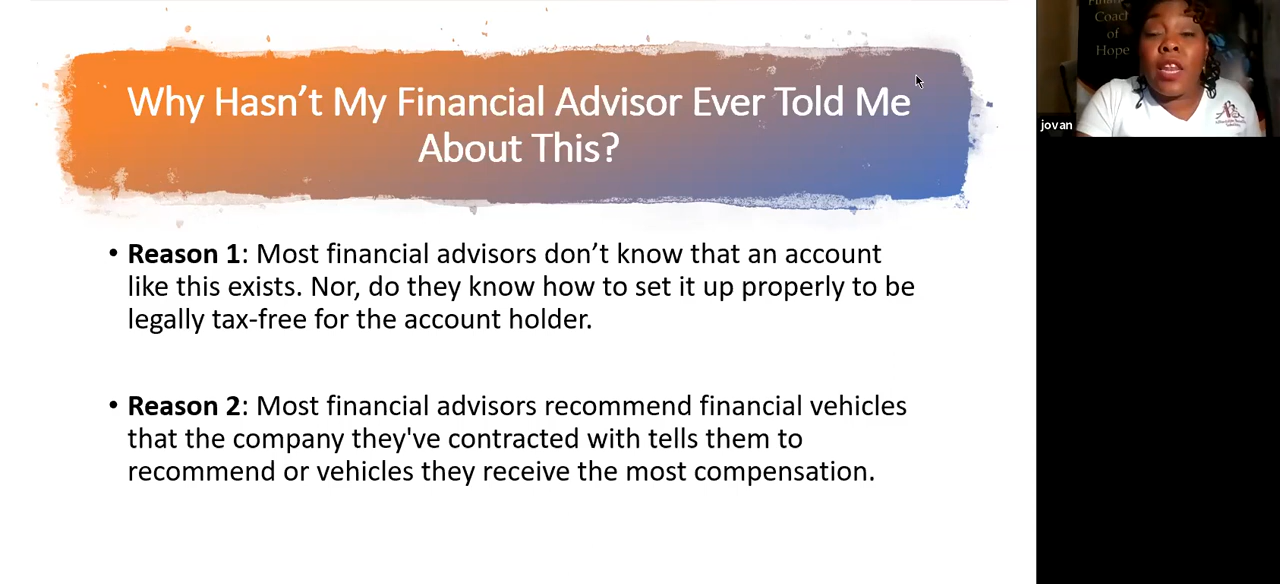 Why Hasn't My Financial Advisor Ever Told Me
About This?
• Reason 1: Most financial advisors don't know that an account
like this exists. Nor, do they know how to set it up properly to be
legally tax-free for the account holder.
• Reason 2: Most financial advisors recommend financial vehicles
that the company they've contracted with tells them to
recommend or vehicles they receive the most compensation.
Coach
of
Hope
jovan